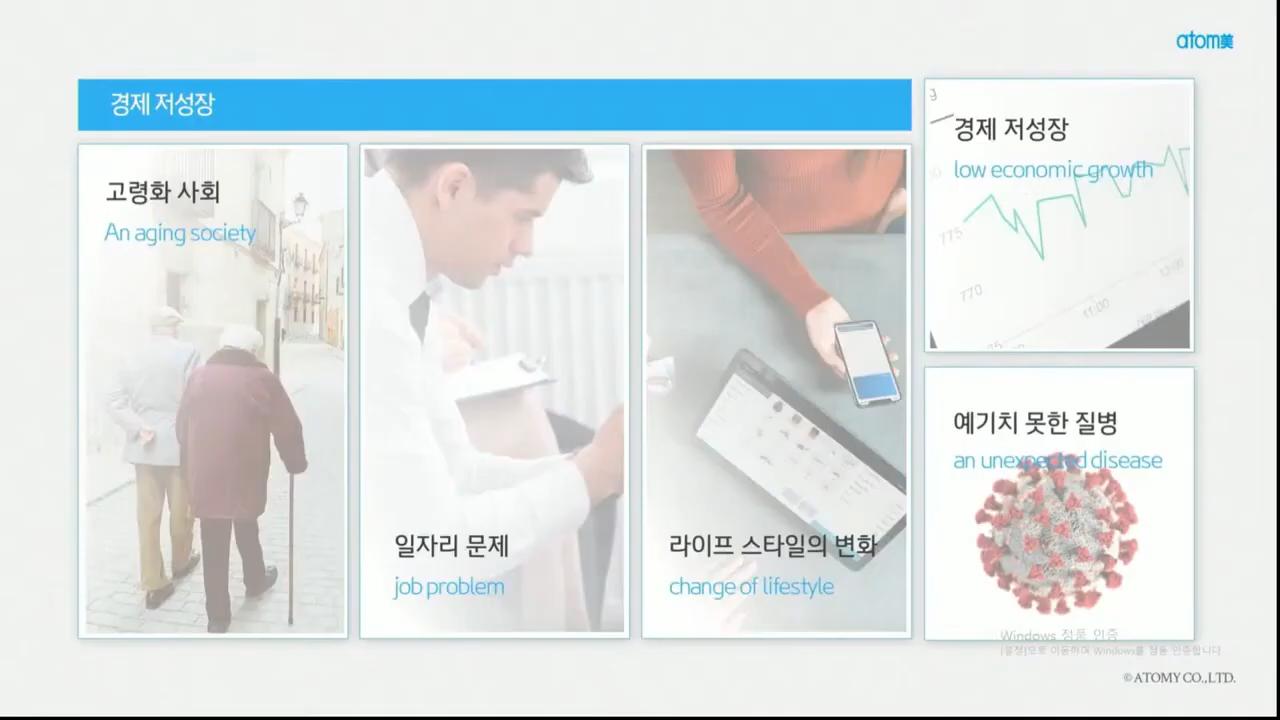 atom美
경제 저성장
고령화 사회
An aging society
일자리 문제
job problem
라이프 스타일의 변화
change of lifestyle
경제 저성장
low economic growth
775
770
11:00
12:00
예기치 못한 질병
an unexpected disease
Windows 정품 인증
[설정]으로 이동하여 Windows를 정품 인증합니다.
© ATOMY CO., LTD.